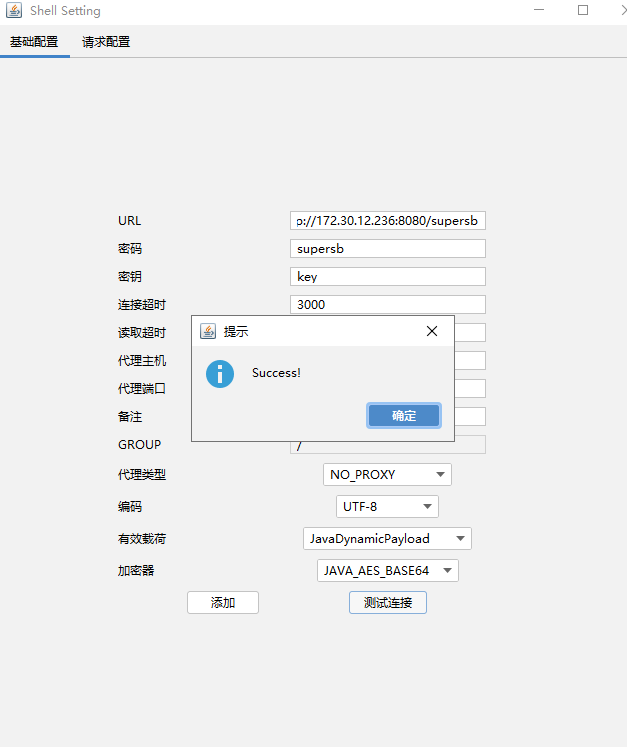 Shell Setting
基础配置 请求配置
URL p://172.30.12.236:8080/supersb
密码 supersb
密钥 key
连接超时 3000
读取超时
代理主机
代理端口
备注
提示
Success!
确定
GROUP /
代理类型 NO_PROXY
编码 UTF-8
有效载荷 JavaDynamicPayload
加密器 JAVA_AES_BASE64
添加 测试连接